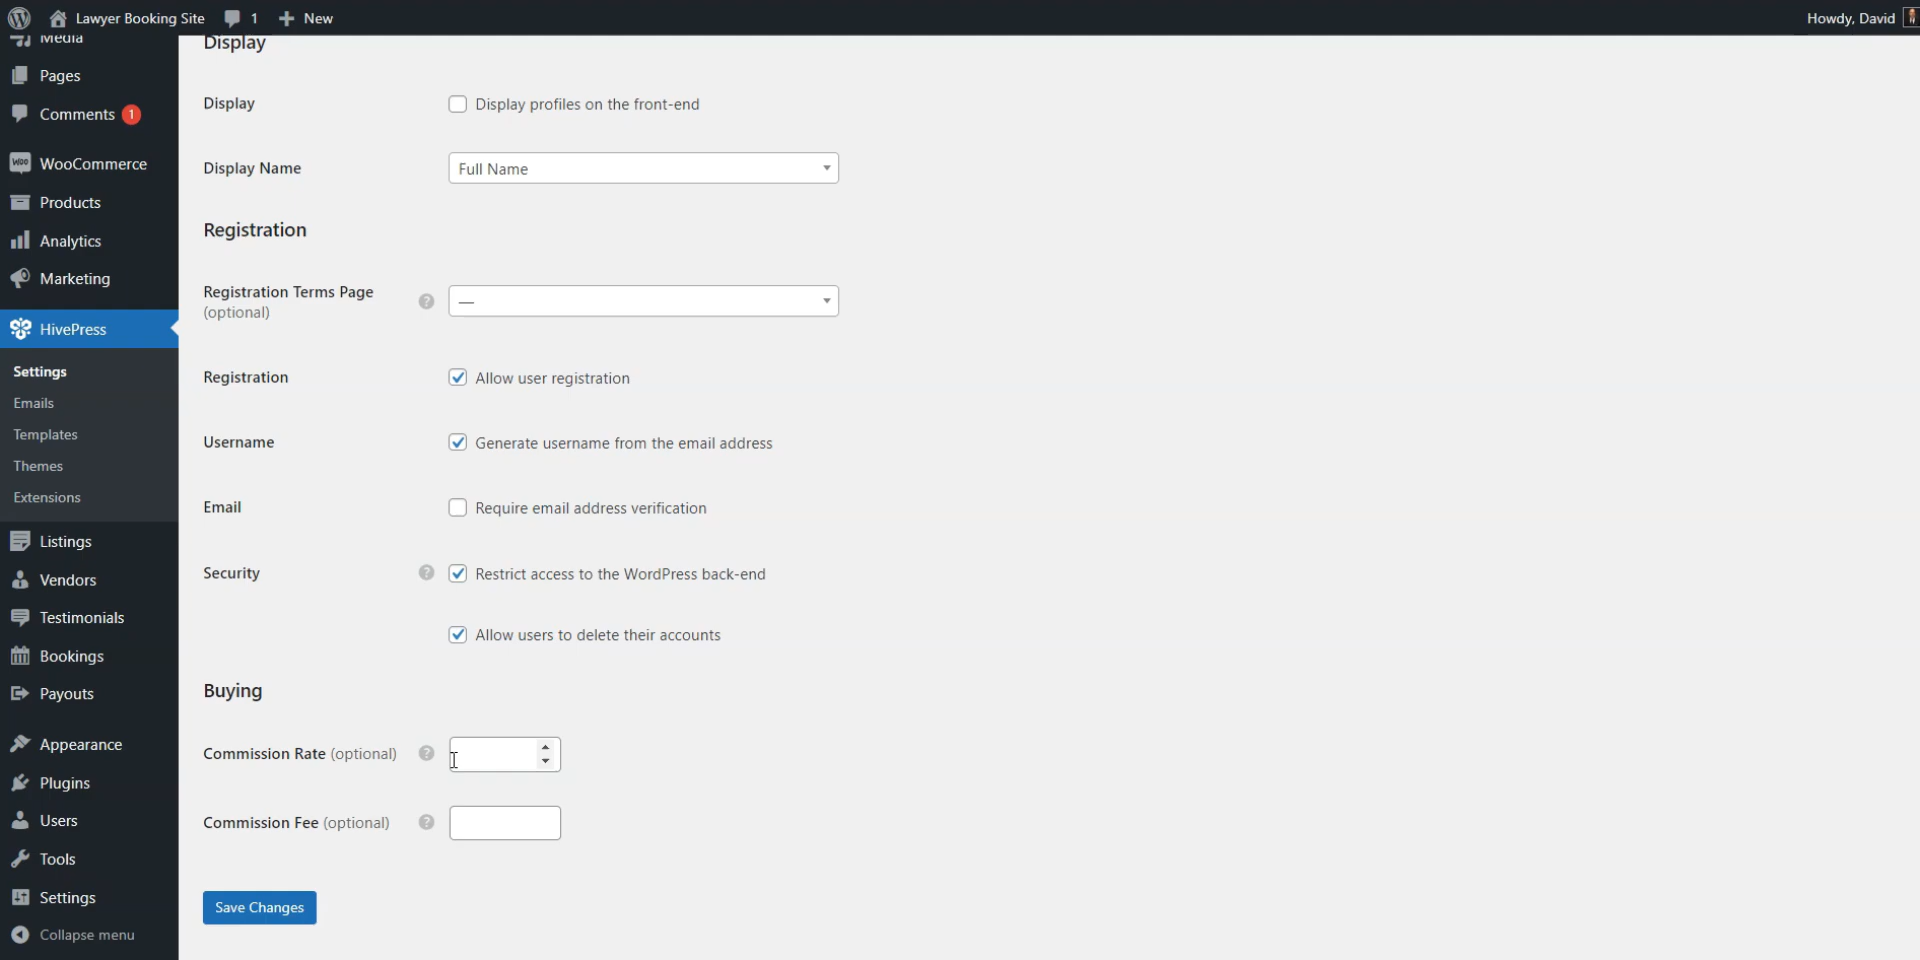 Lawyer Booking Site
1
New
Howdy, David
Media
Pages
Comments 1
WooCommerce
Products
Analytics
Marketing
HivePress
Settings
Emails
Templates
Themes
Extensions
Listings
Vendors
Testimonials
Bookings
Payouts
Appearance
Plugins
Users
Tools
Settings
Collapse menu
Display
Display
Display profiles on the front-end
Display Name
Full Name
Registration
Registration Terms Page
(optional)
?
—
Registration
Allow user registration
Username
Generate username from the email address
Email
Require email address verification
Security
?
Restrict access to the WordPress back-end
Allow users to delete their accounts
Buying
Commission Rate (optional)
?
Commission Fee (optional)
?
Save Changes